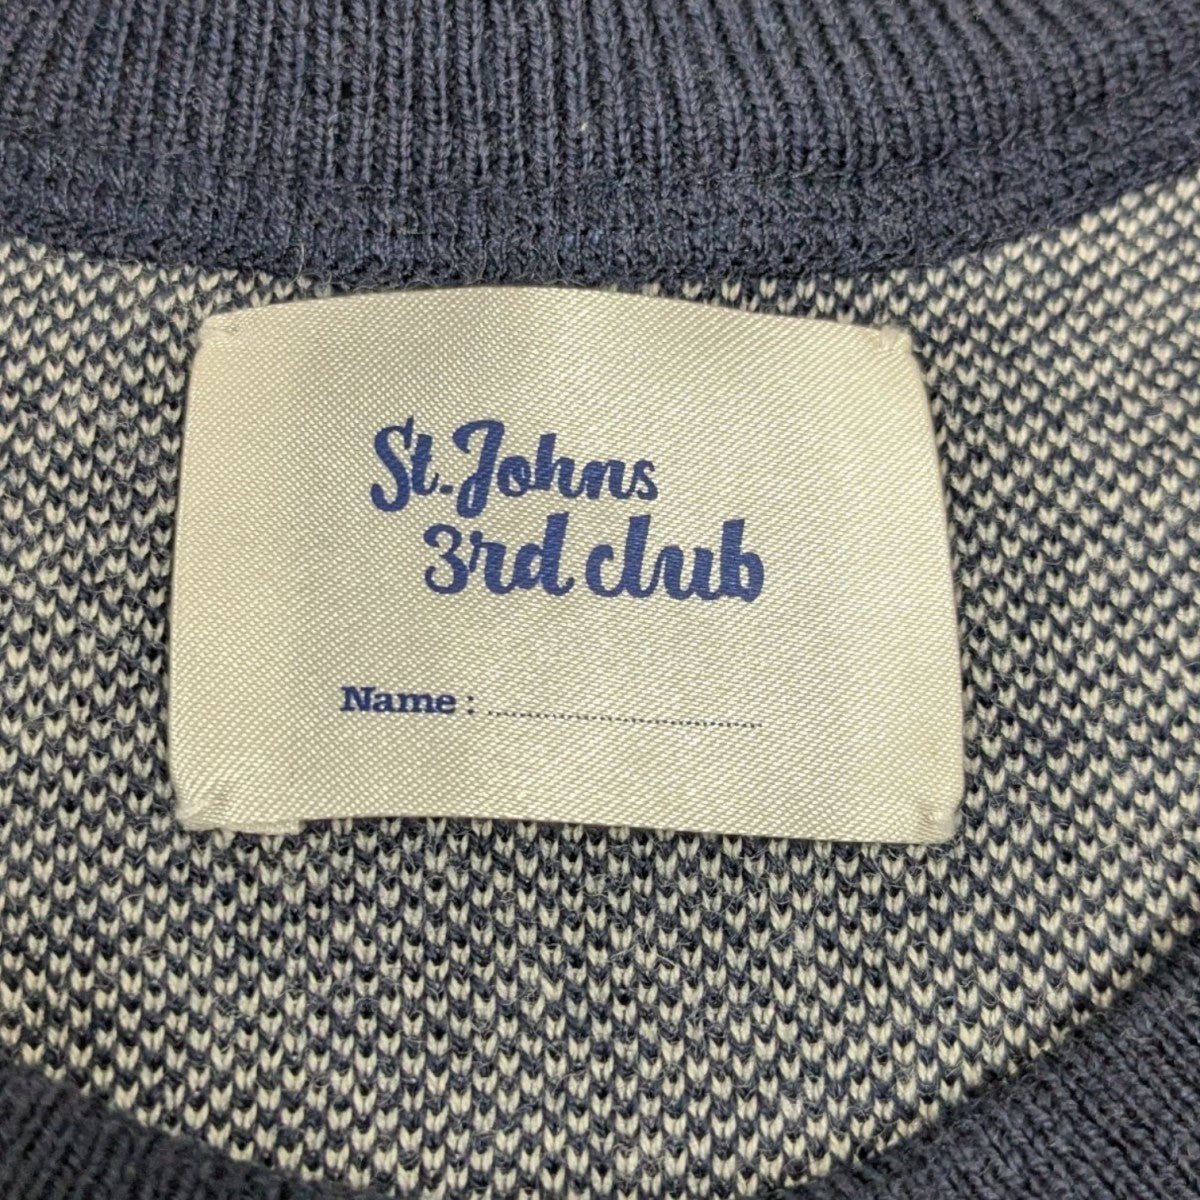 St. Johns
3rd club
Name : ..............................